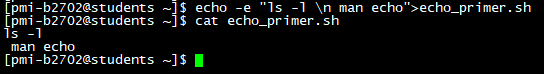 [pmi-b2702@students ~]$ echo -e "ls -l \n man echo">echo_primer.sh
[pmi-b2702@students ~]$ cat echo_primer.sh
ls -l
 man echo
[pmi-b2702@students ~]$